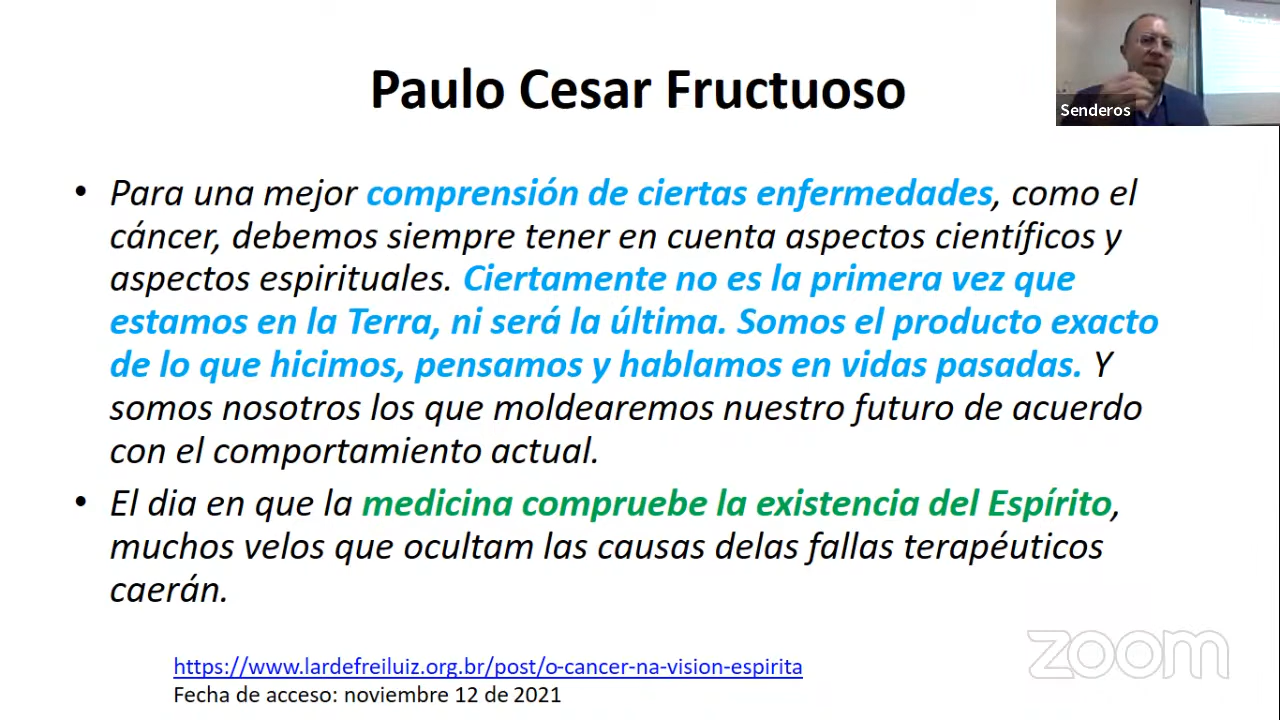 Paulo Cesar Fructuoso
Senderos
• Para una mejor comprensión de ciertas enfermedades, como el
cáncer, debemos siempre tener en cuenta aspectos científicos y
aspectos espirituales. Ciertamente no es la primera vez que
estamos en la Terra, ni será la última. Somos el producto exacto
de lo que hicimos, pensamos y hablamos en vidas pasadas. Y
somos nosotros los que moldearemos nuestro futuro de acuerdo
con el comportamiento actual.
• El dia en que la medicina compruebe la existencia del Espírito,
muchos velos que ocultam las causas delas fallas terapéuticos
caerán.
https://www.lardefreiluiz.org.br/post/o-cancer-na-vision-espirita
Fecha de acceso: noviembre 12 de 2021
zoom